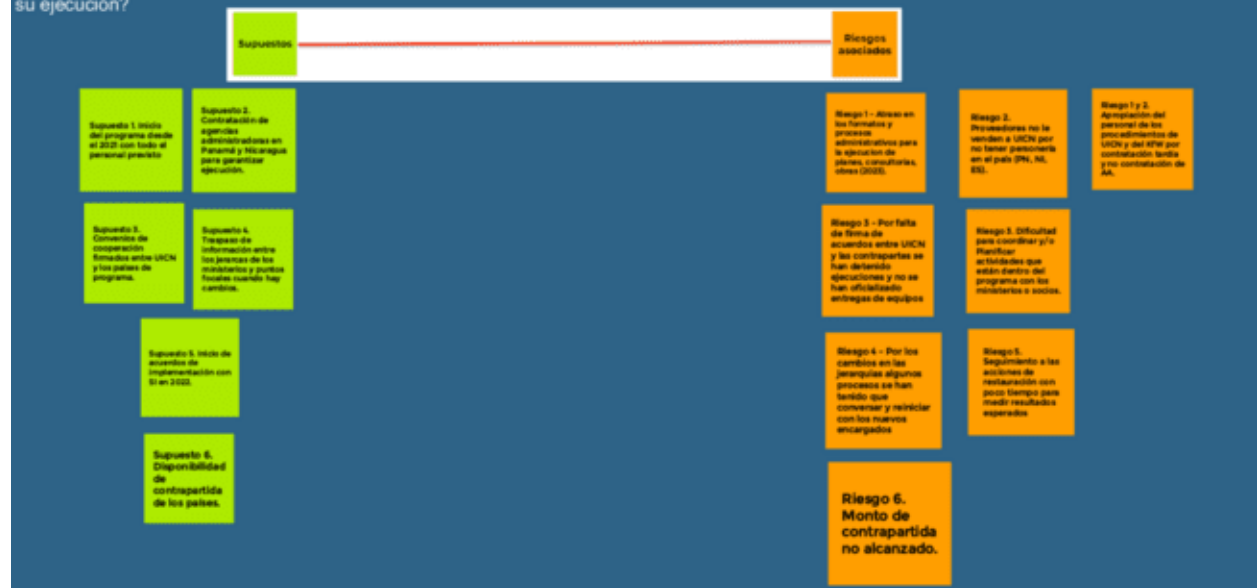 su ejecución?
Supuestos
Riesgos
asociados
Supuesto 1. Inicio
del programa desde
el 2021 con todo el
personal previsto
Supuesto 2.
Contratación de
agencias
administradoras en
Panamá y Nicaragua
para garantizar
ejecución.
Riesgo 1 - Atraso en
los formatos y
procesos
administrativos para
la ejecucion de
planes, consultorias,
obras (2023).
Riesgo 2.
Proveedores no le
venden a UICN por
no tener personería
en el país (PN, NI,
ES).
Riesgo 1 y 2.
Apropiación del
personal de los
procedimientos de
UICN y del KFW por
contratación tardía
y no contratación de
AA.
Supuesto 3.
Convenios de
cooperación
firmados entre UICN
y los países de
programa.
Supuesto 4.
Traspaso de
información entre
los jerarcas de los
ministerios y puntos
focales cuando hay
cambios.
Riesgo 3 - Por falta
de firma de
acuerdos entre UICN
y las contrapartes se
han detenido
ejecuciones y no se
han oficializado
entregas de equipos
Riesgo 3. Dificultad
para coordinar y/o
Planificar
actividades que
están dentro del
programa con los
ministerios o socios.
Supuesto 5. Inicio de
acuerdos de
implementación con
SI en 2022.
Riesgo 4 - Por los
cambios en las
jerarquías algunos
procesos se han
tenido que
conversar y reiniciar
con los nuevos
encargados
Riesgo 5.
Seguimiento a las
acciones de
restauración con
poco tiempo para
medir resultados
esperados
Supuesto 6.
Disponibilidad
de
contrapartida
de los países.
Riesgo 6.
Monto de
contrapartida
no alcanzado.